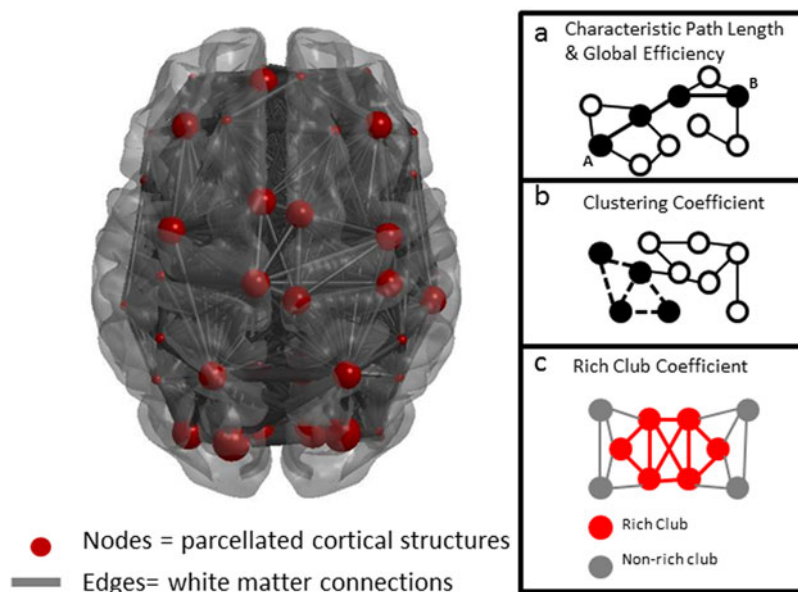 a
Characteristic Path Length
& Global Efficiency
B
A
b
Clustering Coefficient
c
Rich Club Coefficient
Rich Club
Non-rich club
Nodes = parcellated cortical structures
Edges= white matter connections